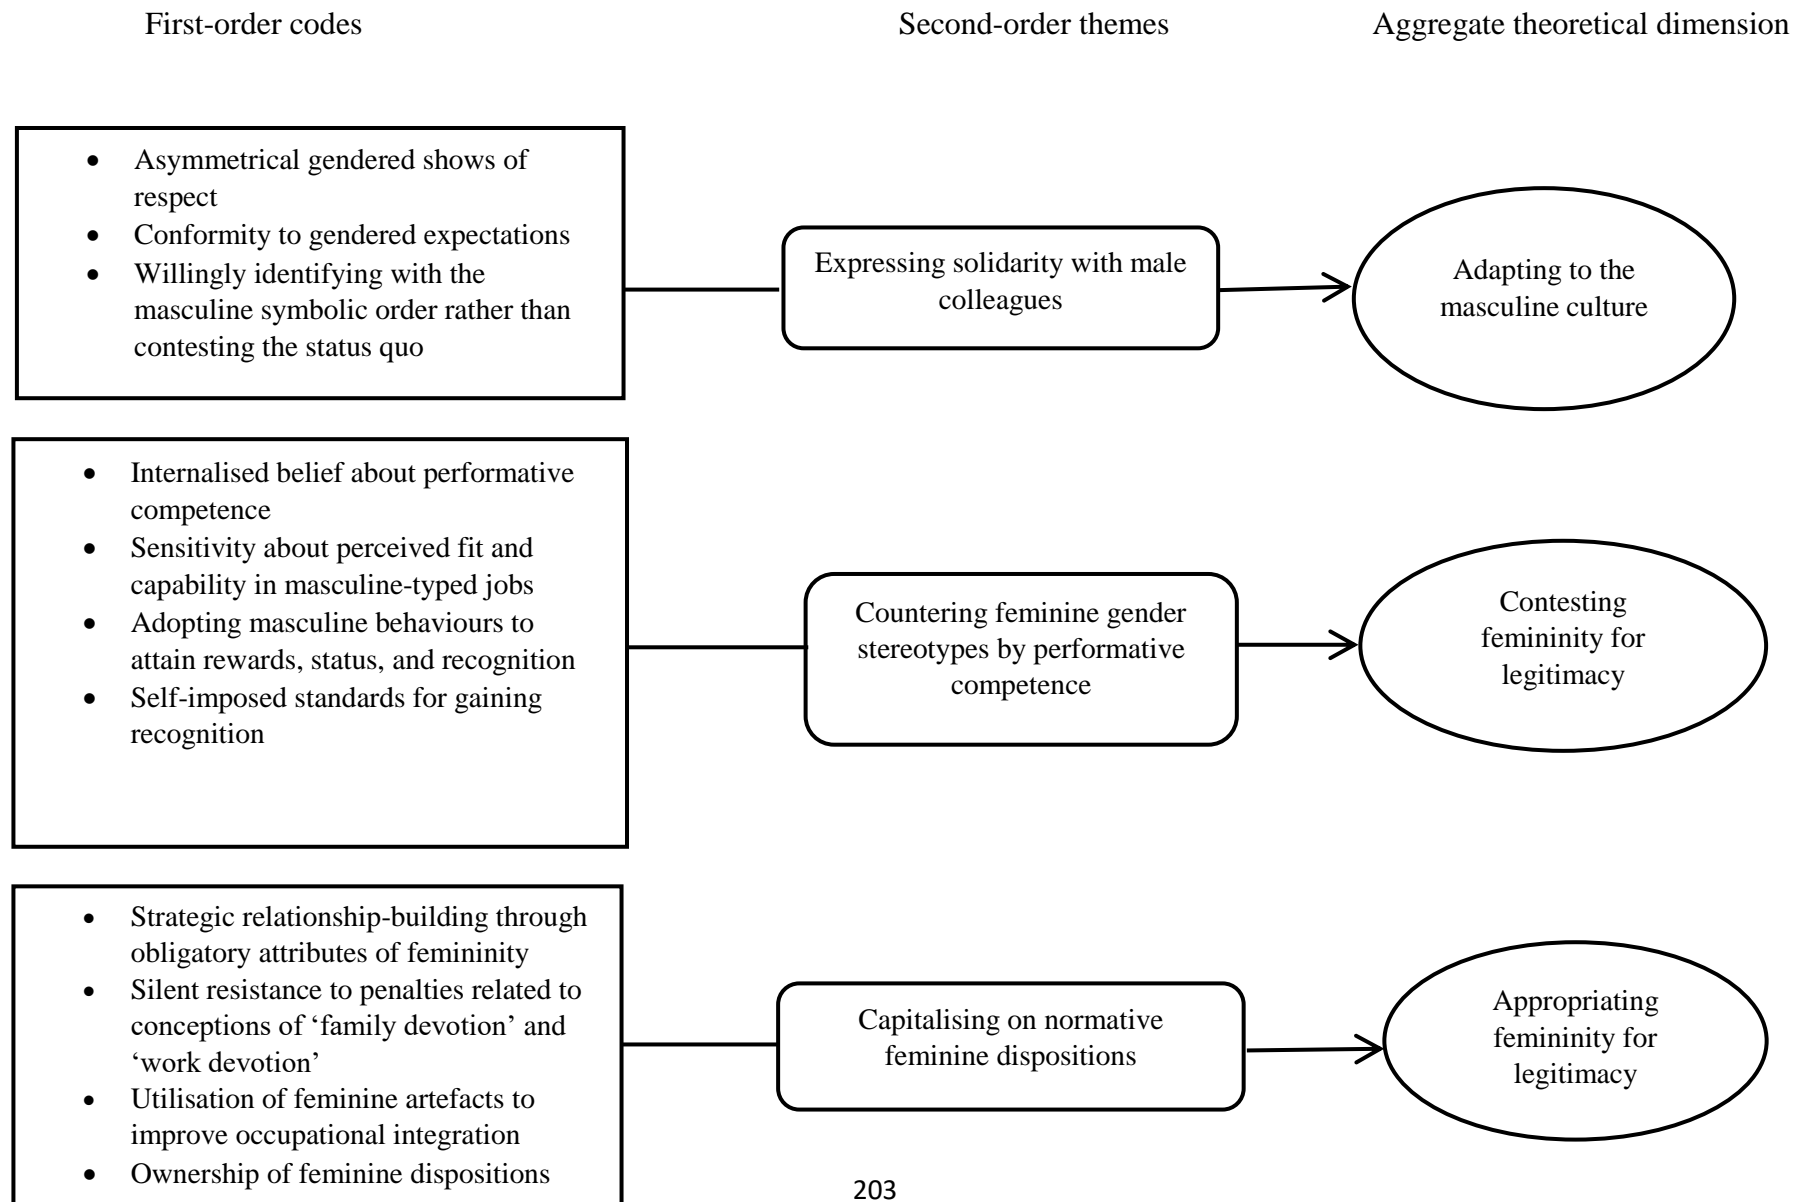 First-order codes
Second-order themes
Aggregate theoretical dimension
• Asymmetrical gendered shows of
respect
• Conformity to gendered expectations
• Willingly identifying with the
masculine symbolic order rather than
contesting the status quo
Expressing solidarity with male
colleagues
Adapting to the
masculine culture
• Internalised belief about performative
competence
• Sensitivity about perceived fit and
capability in masculine-typed jobs
• Adopting masculine behaviours to
attain rewards, status, and recognition
• Self-imposed standards for gaining
recognition
Countering feminine gender
stereotypes by performative
competence
Contesting
femininity for
legitimacy
• Strategic relationship-building through
obligatory attributes of femininity
• Silent resistance to penalties related to
conceptions of ‘family devotion’ and
‘work devotion’
• Utilisation of feminine artefacts to
improve occupational integration
• Ownership of feminine dispositions
Capitalising on normative
feminine dispositions
Appropriating
femininity for
legitimacy
203